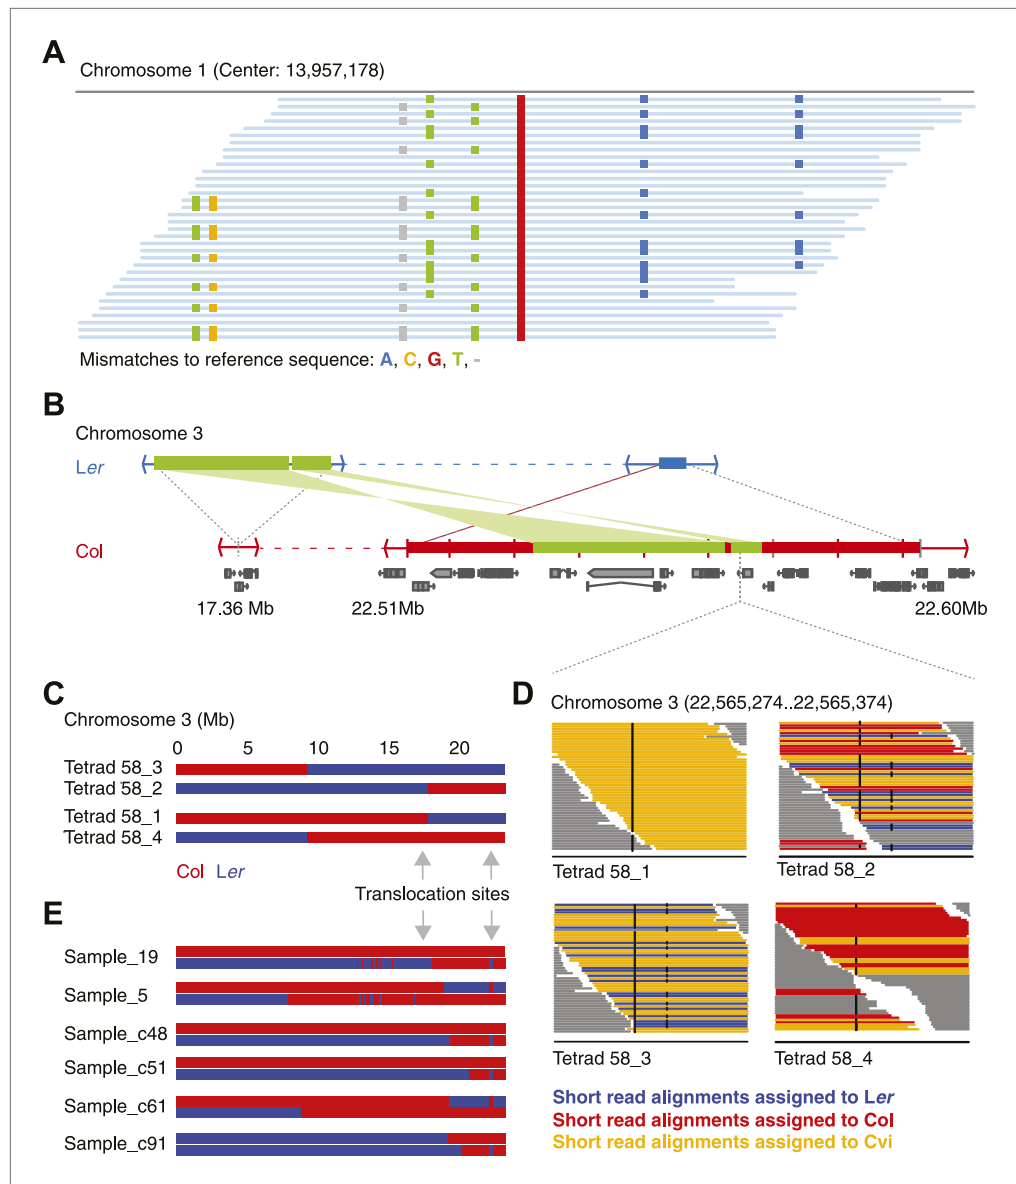 A
Chromosome 1 (Center: 13,957,178)
Mismatches to reference sequence: A, C, G, T, -
B
Chromosome 3
Ler
Col
17.36 Mb
22.51Mb
22.60Mb
C
Chromosome 3 (Mb)
0 5 10 15 20
Tetrad 58_3
Tetrad 58_2
Tetrad 58_1
Tetrad 58_4
Col Ler
Translocation sites
D
Chromosome 3 (22,565,274..22,565,374)
Tetrad 58_1
Tetrad 58_2
Tetrad 58_3
Tetrad 58_4
Short read alignments assigned to Ler
Short read alignments assigned to Col
Short read alignments assigned to Cvi
E
Sample_19
Sample_5
Sample_c48
Sample_c51
Sample_c61
Sample_c91